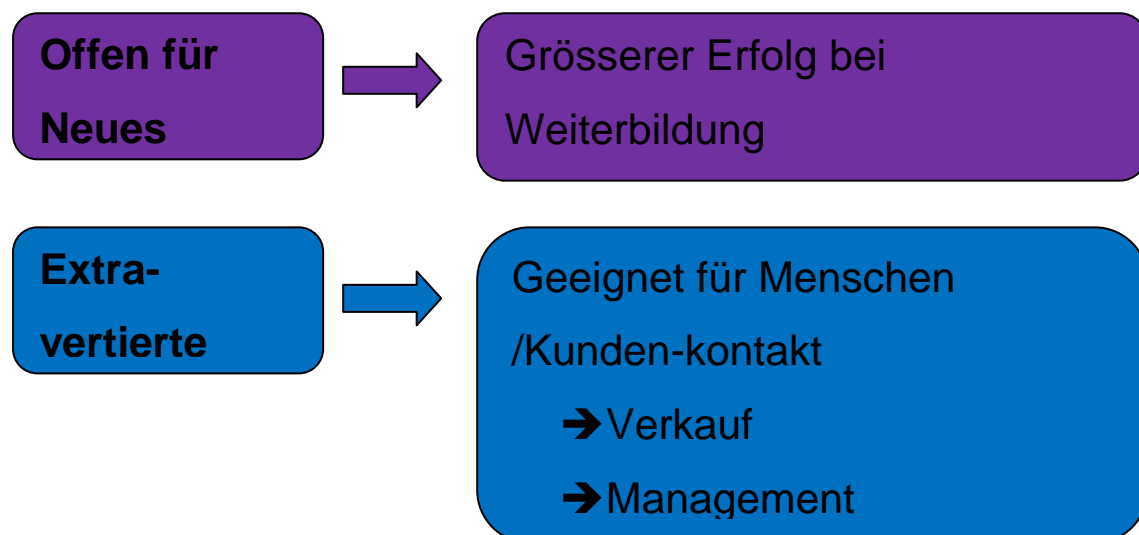 Offen für
Neues
Grösserer Erfolg bei
Weiterbildung
Extra-
vertierte
Geeignet für Menschen
/Kunden-kontakt
➔Verkauf
➔Management